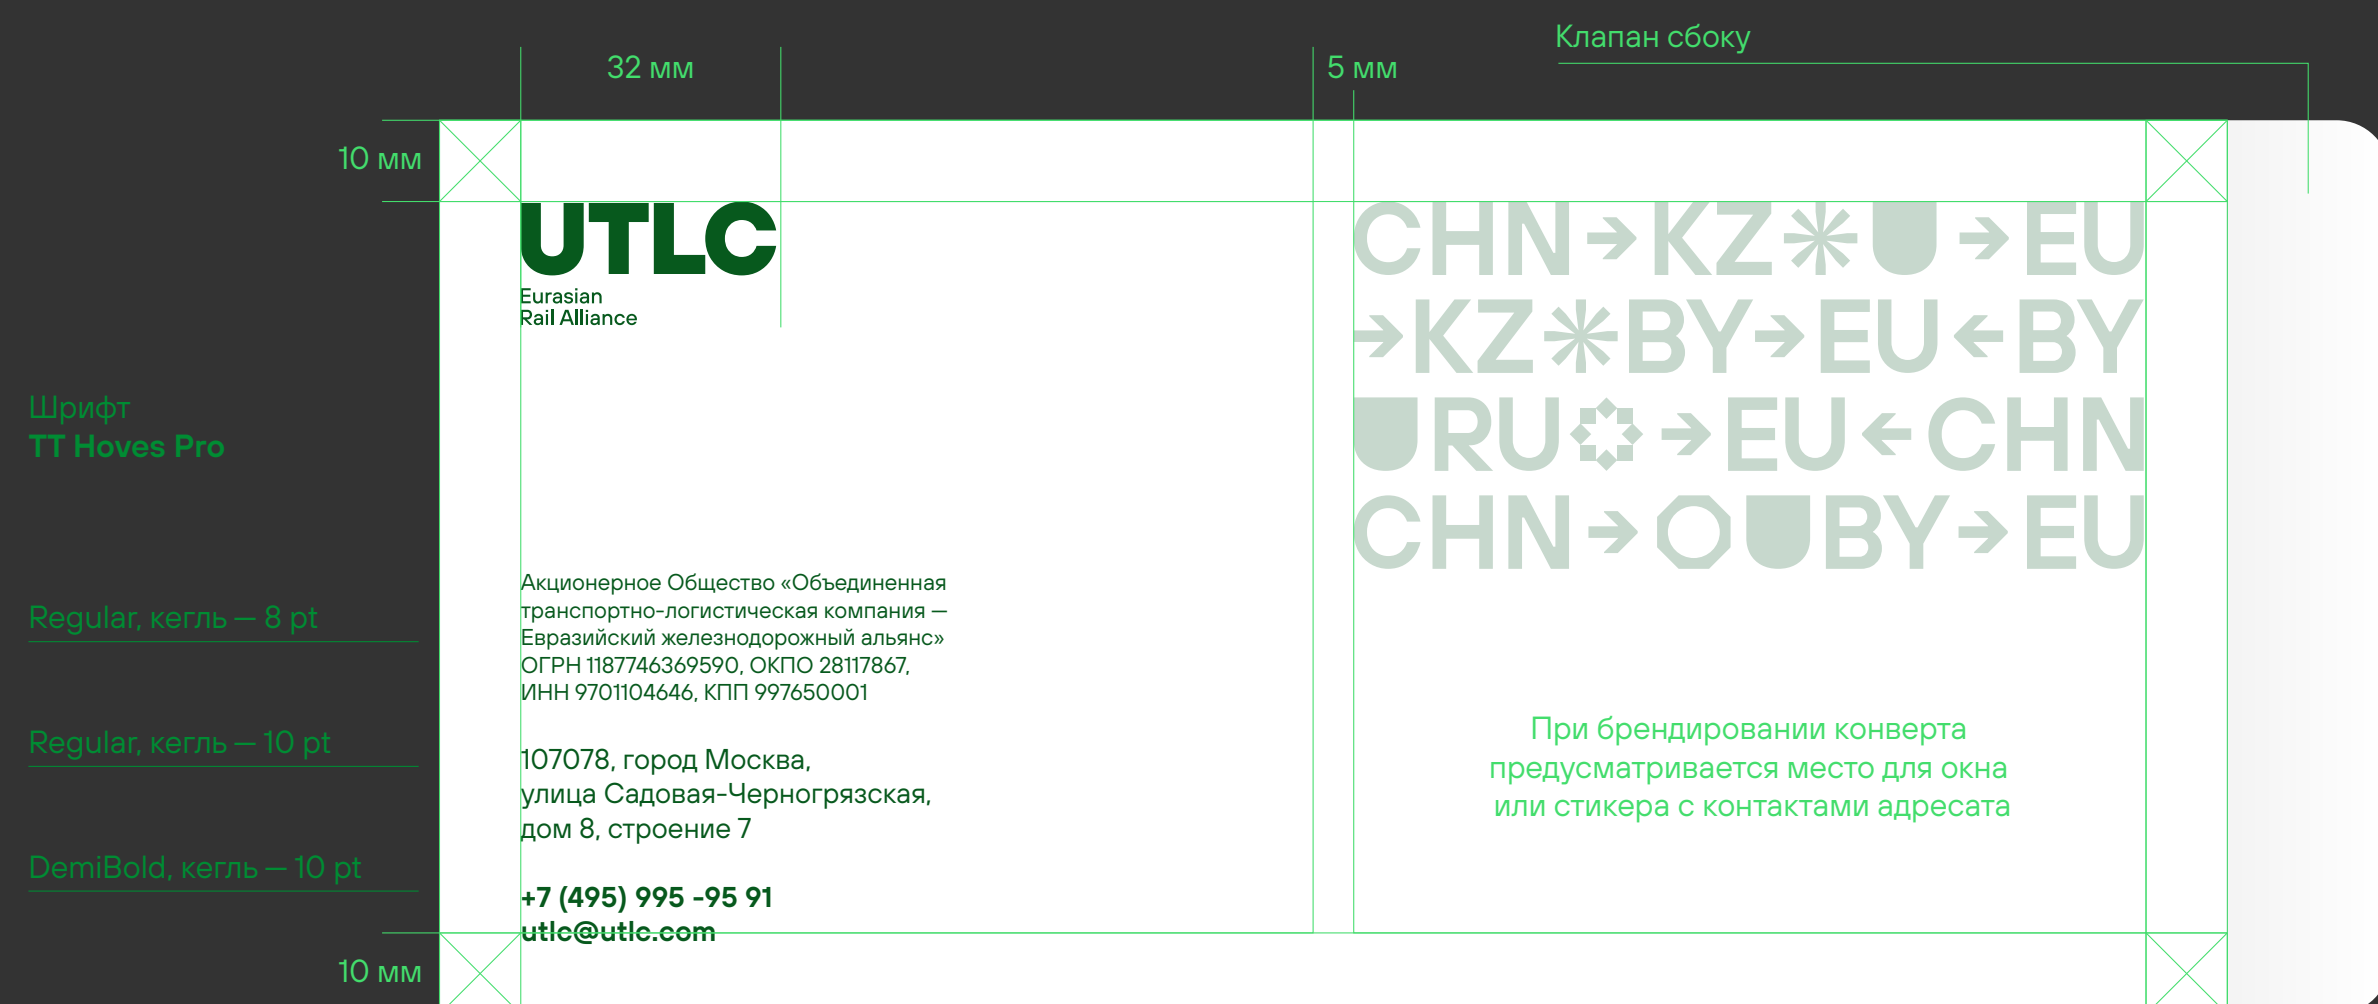 Клапан сбоку
32 мм
5 мм
10 мм
UTLC
Eurasian
Rail Alliance
CHN→KZ U →EU
→KZ BY→EU←BY
URU →EU←CHN
CHN→ UBY→EU
Шрифт
TT Hoves Pro
Regular, кегль — 8 pt
Акционерное Общество «Объединенная
транспортно-логистическая компания —
Евразийский железнодорожный альянс»
ОГРН 1187746369590, ОКПО 28117867,
ИНН 9701104646, КПП 997650001
Regular, кегль — 10 pt
107078, город Москва,
улица Садовая-Черногрязская,
дом 8, строение 7
DemiBold, кегль — 10 pt
+7 (495) 995 -95 91
utlc@utlc.com
При брендировании конверта
предусматривается место для окна
или стикера с контактами адресата
10 мм